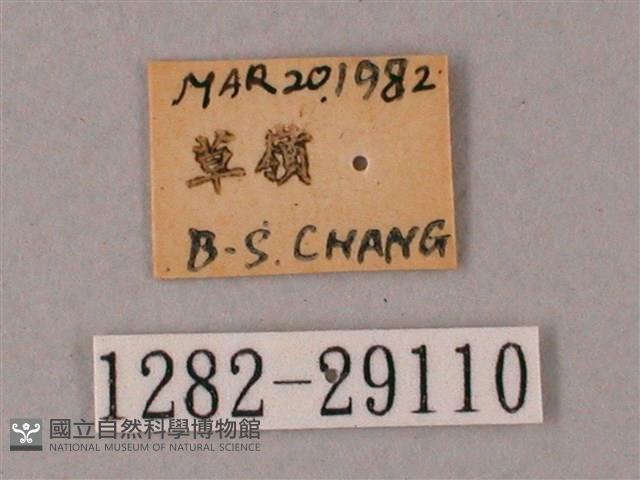 MAR 20, 1982
草嶺
B-S. CHANG
1282-29110
國立自然科學博物館
NATIONAL MUSEUM OF NATURAL SCIENCE